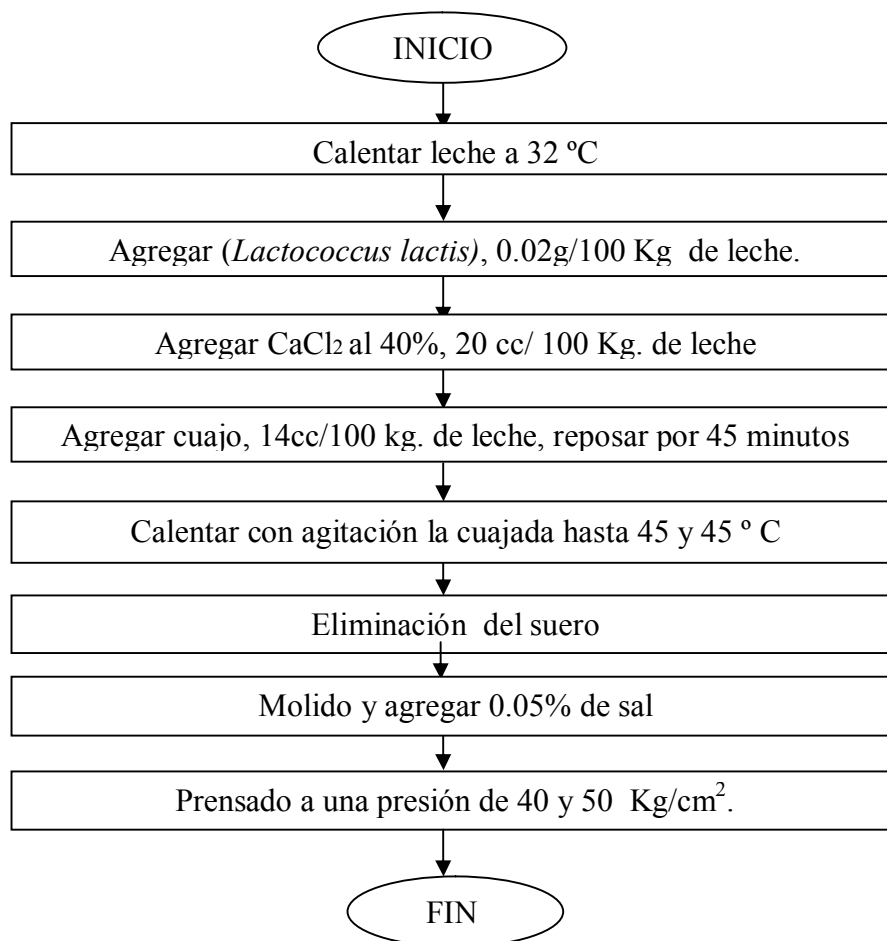 INICIO
Calentar leche a 32 ºC
Agregar (Lactococcus lactis), 0.02g/100 Kg de leche.
Agregar CaCl2 al 40%, 20 cc/ 100 Kg. de leche
Agregar cuajo, 14cc/100 kg. de leche, reposar por 45 minutos
Calentar con agitación la cuajada hasta 45 y 45 º C
Eliminación del suero
Molido y agregar 0.05% de sal
Prensado a una presión de 40 y 50 Kg/cm².
FIN